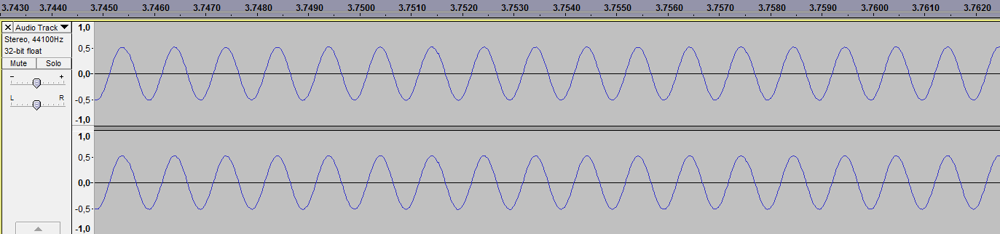 3.7430 3.7440 3.7450 3.7460 3.7470 3.7480 3.7490 3.7500 3.7510 3.7520 3.7530 3.7540 3.7550 3.7560 3.7570 3.7580 3.7590 3.7600 3.7610 3.7620
X Audio Track ▼ 1,0
Stereo, 44100Hz
32-bit float 0,5-
Mute Solo
- + 0,0-
L R -0,5-
-1,0
1,0
0,5-
0,0-
-0,5-
-1,0